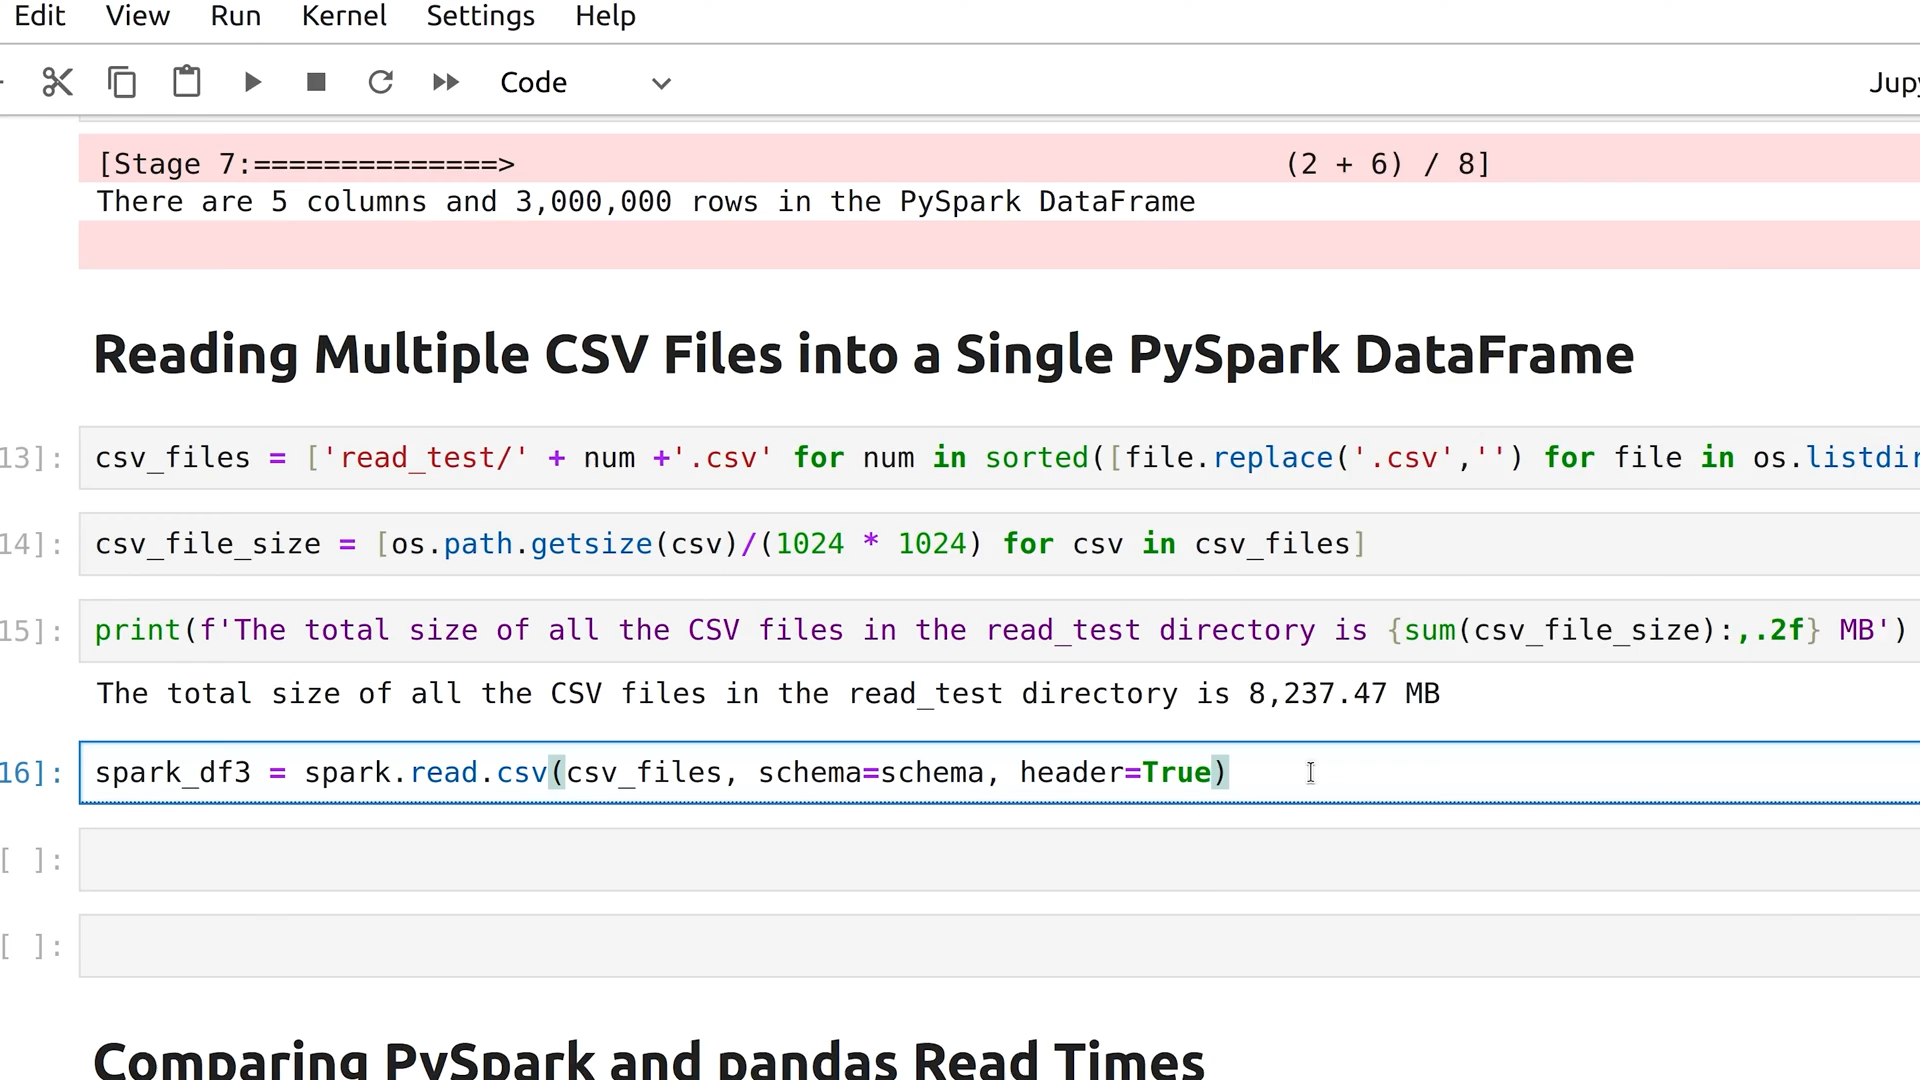 Edit View Run Kernel Settings Help
Code
[Stage 7:==============> (2 + 6) / 8]
There are 5 columns and 3,000,000 rows in the PySpark DataFrame
Reading Multiple CSV Files into a Single PySpark DataFrame
13]: csv_files = ['read_test/' + num +'.csv' for num in sorted([file.replace('.csv','') for file in os.listdir
14]: csv_file_size = [os.path.getsize(csv)/(1024 * 1024) for csv in csv_files]
15]: print(f'The total size of all the CSV files in the read_test directory is {sum(csv_file_size):,.2f} MB')
The total size of all the CSV files in the read_test directory is 8,237.47 MB
16]: spark_df3 = spark.read.csv(csv_files, schema=schema, header=True)
[ ]:
[ ]:
Comparing PySpark and pandas Read Times